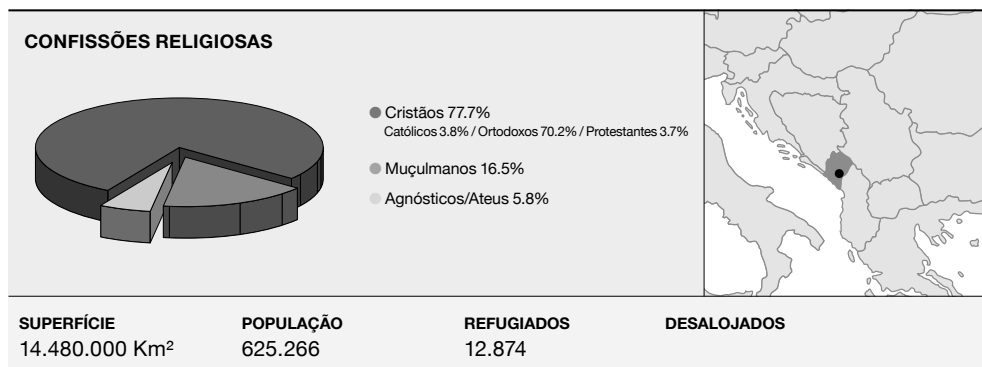 CONFISSÕES RELIGIOSAS
Cristãos 77.7%
Católicos 3.8% / Ortodoxos 70.2% / Protestantes 3.7%
Muçulmanos 16.5%
Agnósticos/Ateus 5.8%
SUPERFÍCIE
14.480.000 Km²
POPULAÇÃO
625.266
REFUGIADOS
12.874
DESALOJADOS